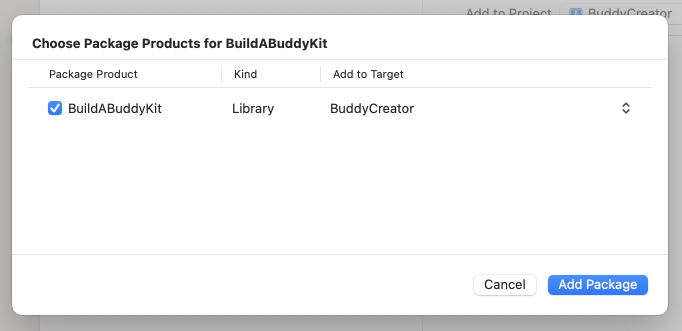 Add to Project BuddyCreator
Choose Package Products for BuildABuddyKit
Package Product Kind Add to Target
BuildABuddyKit Library BuddyCreator
Cancel Add Package